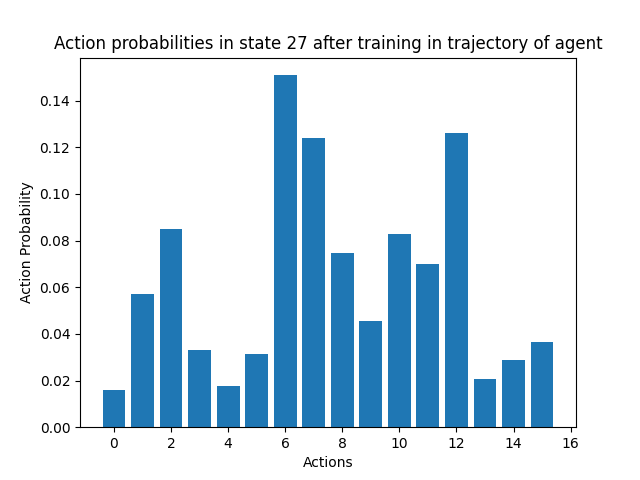 Action probabilities in state 27 after training in trajectory of agent
0.14
0.12
0.10
0.08
0.06
0.04
0.02
0.00
Action Probability
0 2 4 6 8 10 12 14 16
Actions